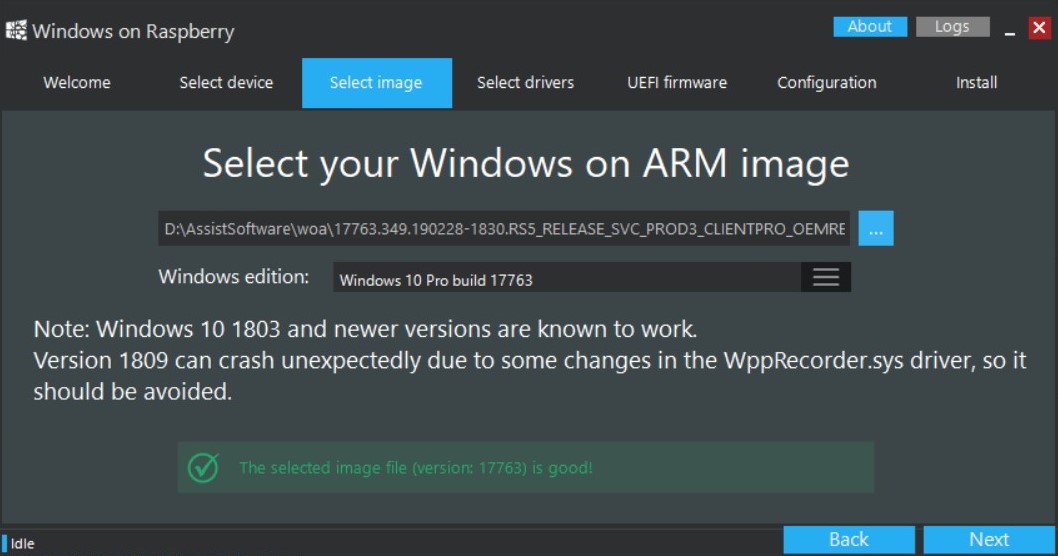 Windows on Raspberry
About
Logs
Welcome
Select device
Select image
Select drivers
UEFI firmware
Configuration
Install
Select your Windows on ARM image
D:\AssistSoftware\woa\17763.349.190228-1830.RS5_RELEASE_SVC_PROD3_CLIENTPRO_OEMRE
...
Windows edition:
Windows 10 Pro build 17763
Note: Windows 10 1803 and newer versions are known to work.
Version 1809 can crash unexpectedly due to some changes in the WppRecorder.sys driver, so it
should be avoided.
The selected image file (version: 17763) is good!
Idle
Back
Next